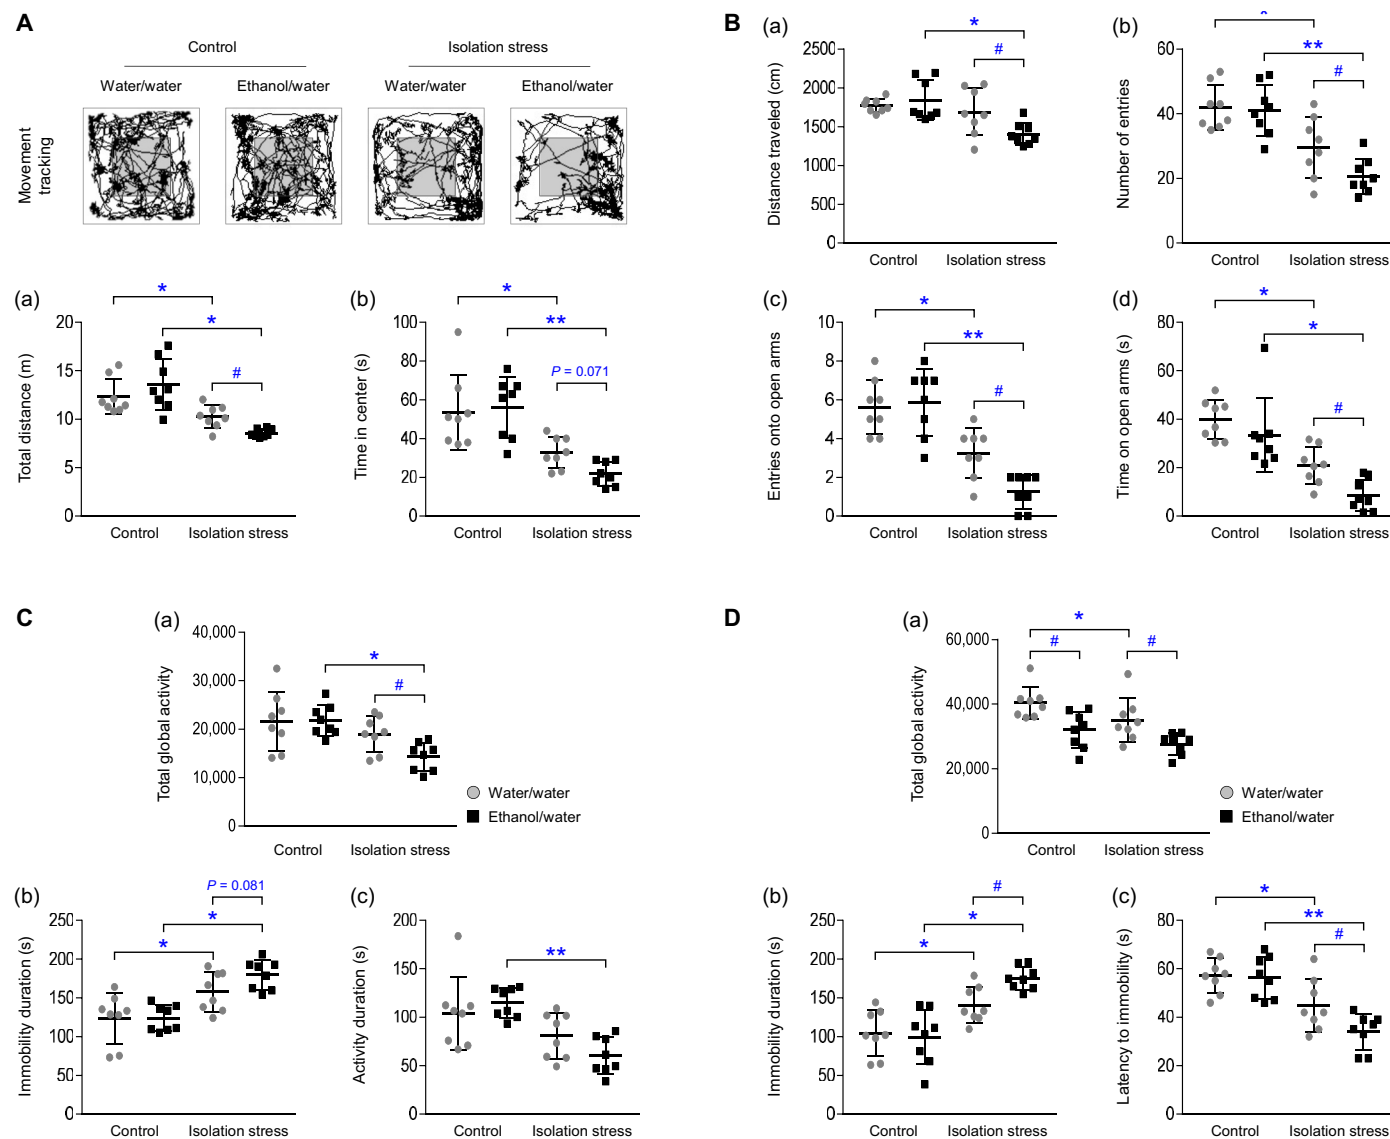 A
Control
Isolation stress
Water/water
Ethanol/water
Water/water
Ethanol/water
Movement
tracking
(a)
*
*
#
Total distance (m)
20
15
10
5
0
Control
Isolation stress
(b)
*
**
P = 0.071
Time in center (s)
100
80
60
40
20
0
Control
Isolation stress
B
(a)
*
#
Distance traveled (cm)
2500
2000
1500
1000
500
0
Control
Isolation stress
(b)
**
#
Number of entries
60
40
20
0
Control
Isolation stress
(c)
*
**
#
Entries onto open arms
10
8
6
4
2
0
Control
Isolation stress
(d)
*
*
#
Time on open arms (s)
80
60
40
20
0
Control
Isolation stress
C
(a)
*
#
Total global activity
40,000
30,000
20,000
10,000
0
Control
Isolation stress
Water/water
Ethanol/water
(b)
P = 0.081
*
*
Immobility duration (s)
250
200
150
100
50
0
Control
Isolation stress
(c)
**
Activity duration (s)
200
150
100
50
0
Control
Isolation stress
D
(a)
*
#
#
Total global activity
60,000
40,000
20,000
0
Control
Isolation stress
Water/water
Ethanol/water
(b)
#
*
*
Immobility duration (s)
250
200
150
100
50
0
Control
Isolation stress
(c)
*
**
#
Latency to immobility (s)
80
60
40
20
0
Control
Isolation stress